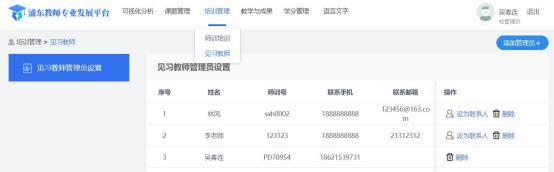 浦东教师专业发展平台 可视化分析 课题管理 培训管理 教学与成果 学分管理 语言文字 吴春连 退出
校管理员
师训培训
见习教师
培训管理 > 见习教师
添加管理员+
见习教师管理员设置
见习教师管理员设置
序号 姓名 师训号 联系手机 联系邮箱 操作
1 林风 sxh0002 18888888888 123456@163.com 设为联系人 删除
2 李老师 123123 18888888888 21312312 设为联系人 删除
3 吴春连 PD78954 18621539731 删除